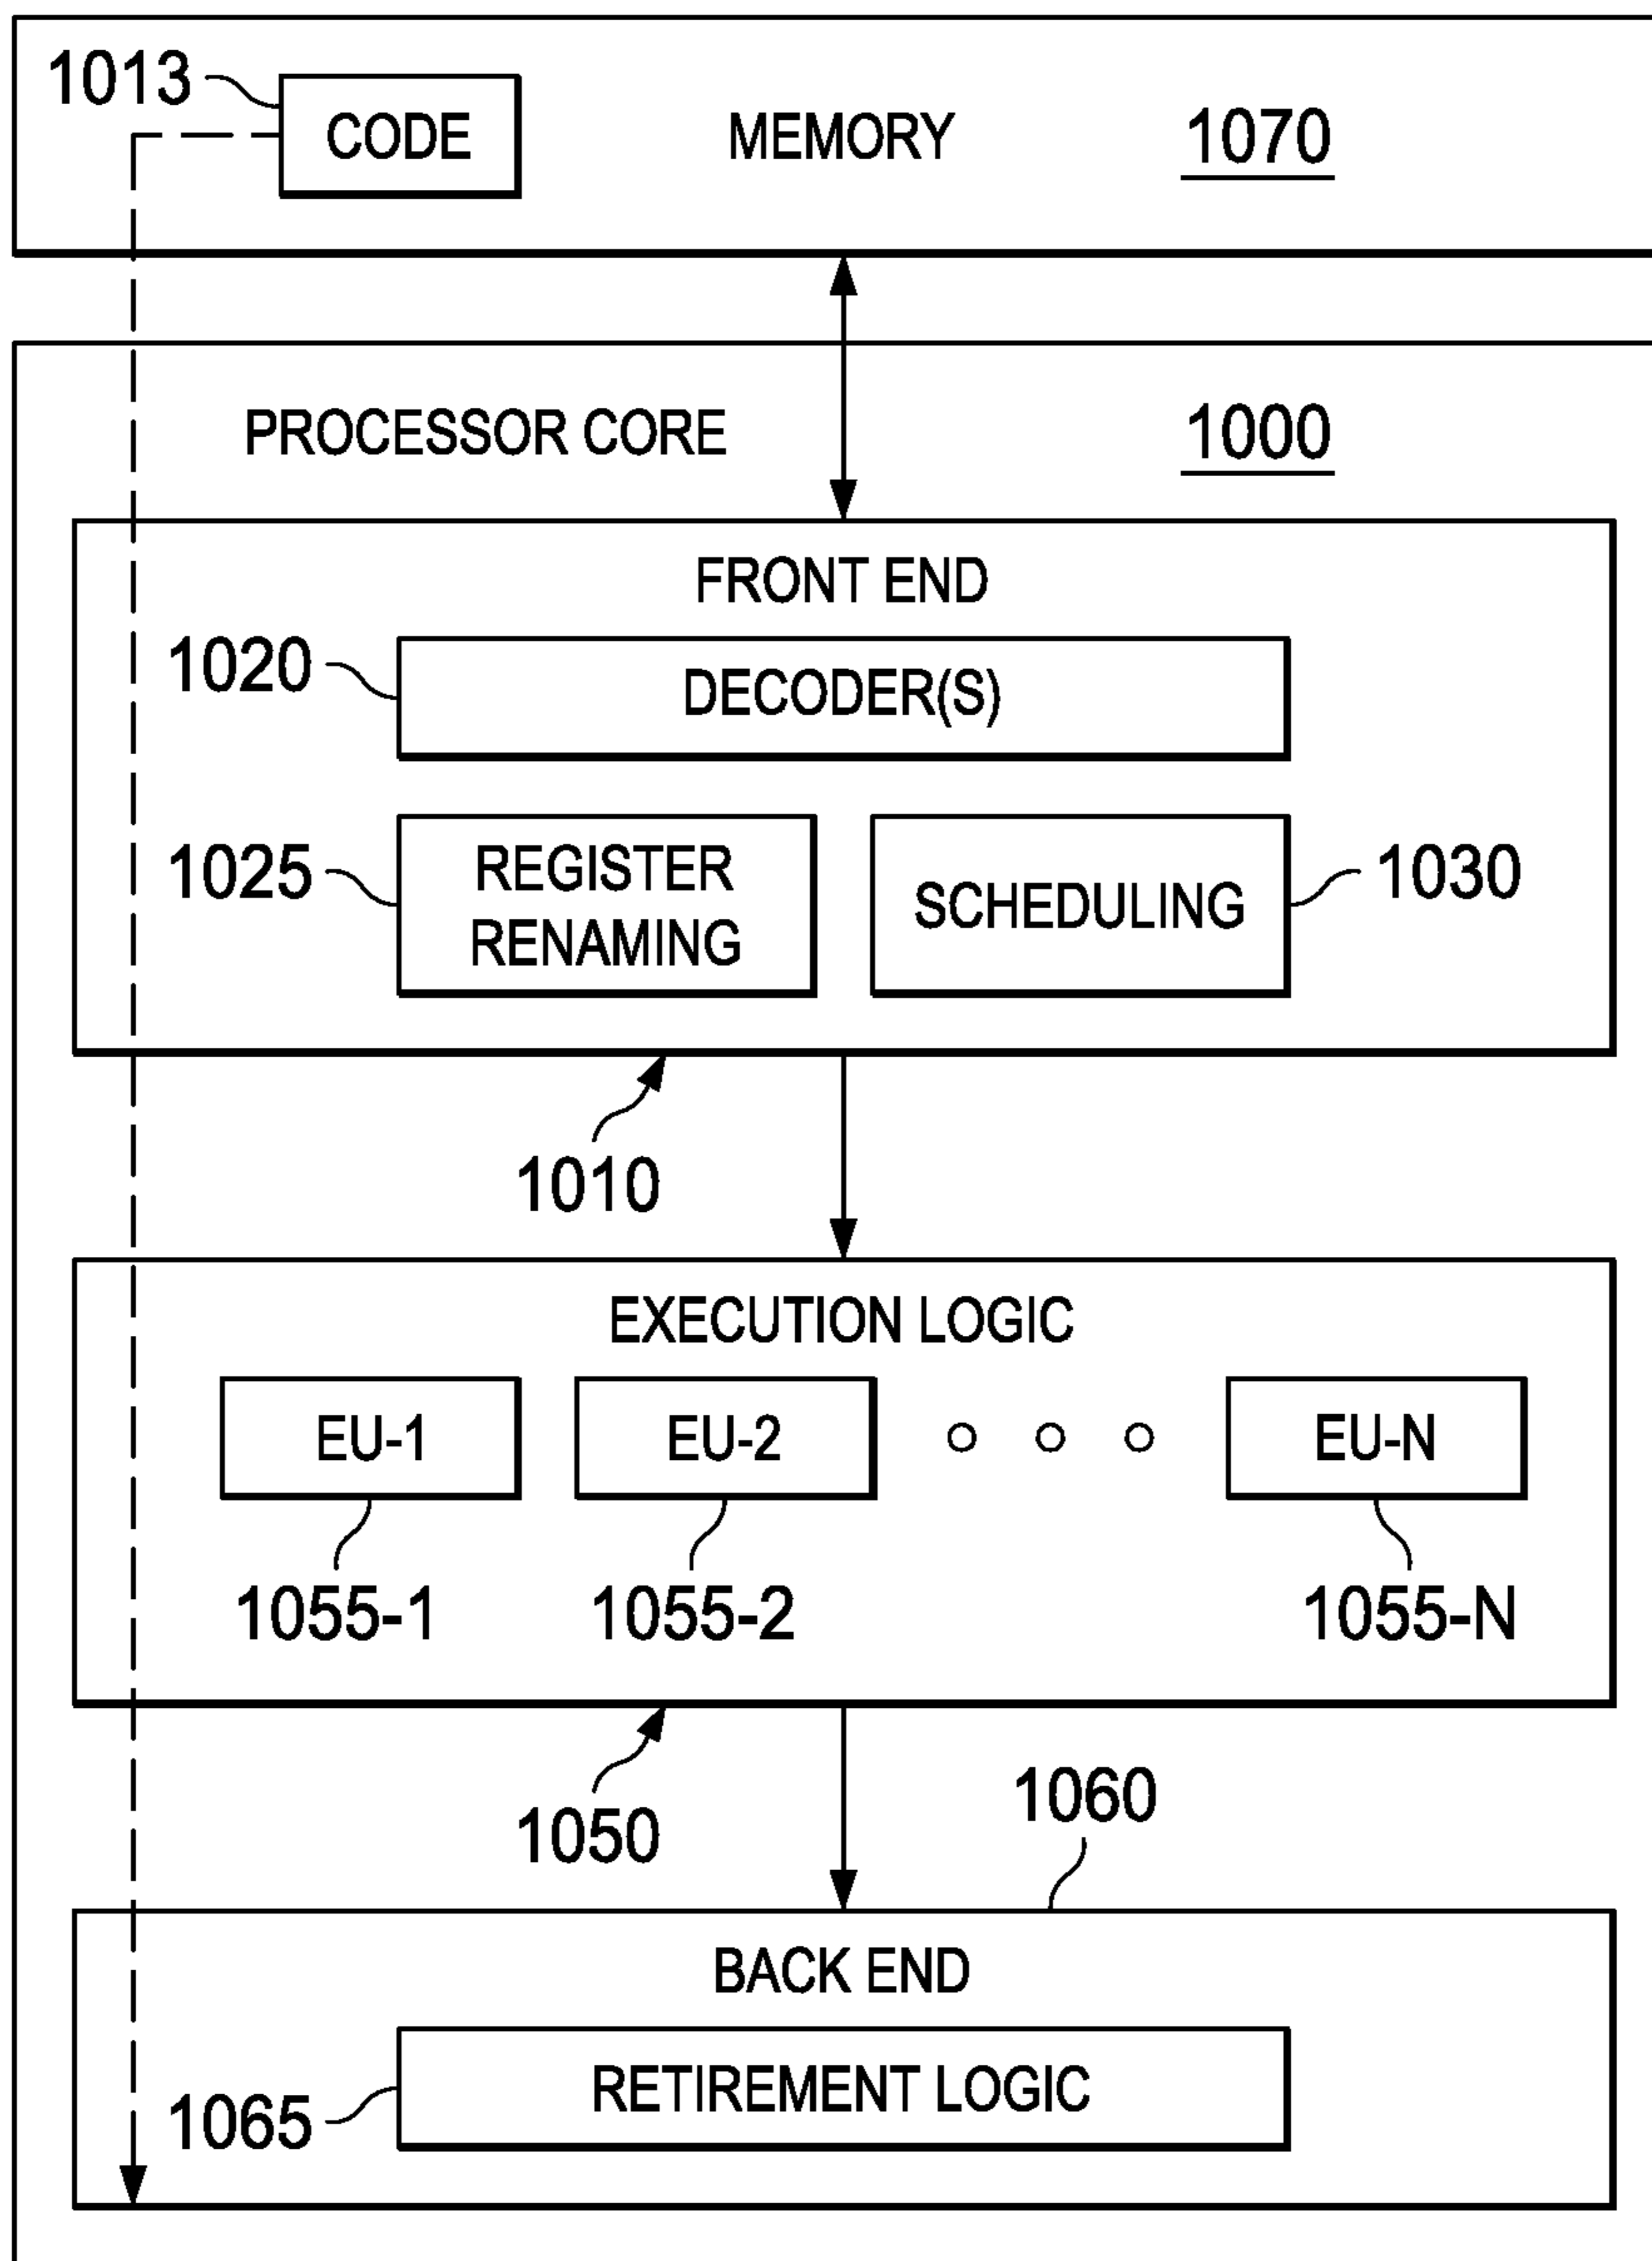 1013
CODE
MEMORY
1070
PROCESSOR CORE
1000
FRONT END
1020
DECODER(S)
1025
REGISTER
RENAMING
SCHEDULING
1030
1010
EXECUTION LOGIC
EU-1
EU-2
EU-N
1055-1
1055-2
1055-N
1050
1060
BACK END
1065
RETIREMENT LOGIC